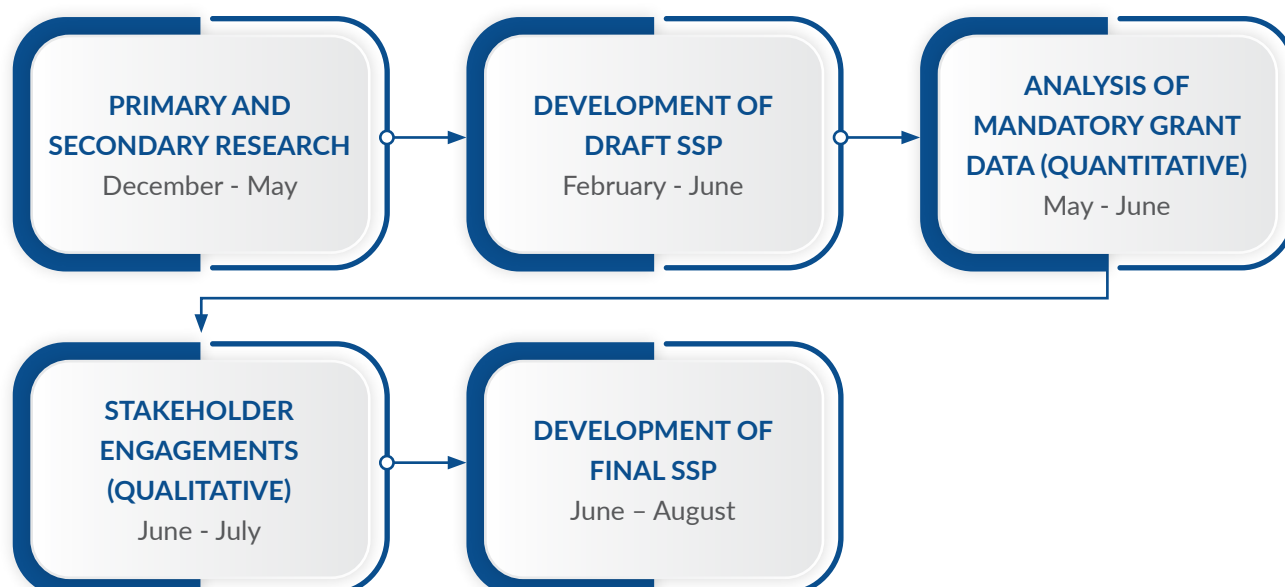 PRIMARY AND
SECONDARY RESEARCH
December - May
DEVELOPMENT OF
DRAFT SSP
February - June
ANALYSIS OF
MANDATORY GRANT
DATA (QUANTITATIVE)
May - June
STAKEHOLDER
ENGAGEMENTS
(QUALITATIVE)
June - July
DEVELOPMENT OF
FINAL SSP
June – August